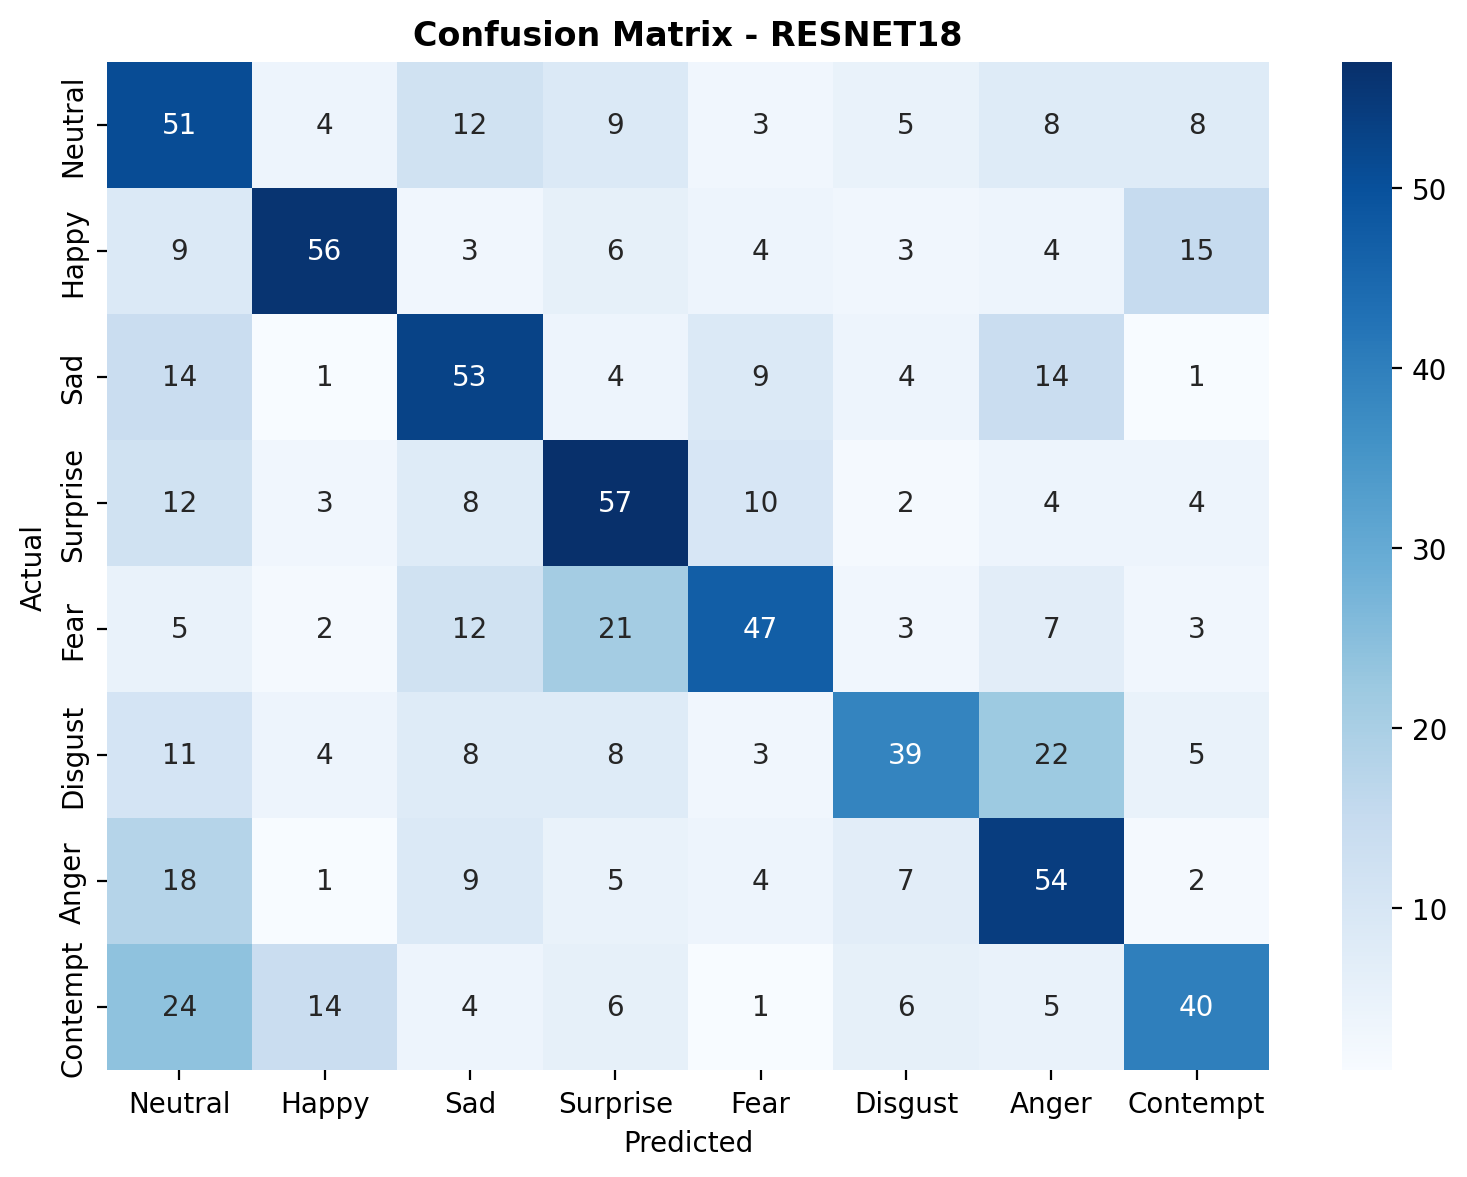 Confusion Matrix - RESNET18
Actual
Neutral 51 4 12 9 3 5 8 8
Happy 9 56 3 6 4 3 4 15
Sad 14 1 53 4 9 4 14 1
Surprise 12 3 8 57 10 2 4 4
Fear 5 2 12 21 47 3 7 3
Disgust 11 4 8 8 3 39 22 5
Anger 18 1 9 5 4 7 54 2
Contempt 24 14 4 6 1 6 5 40
Neutral Happy Sad Surprise Fear Disgust Anger Contempt
Predicted
50
40
30
20
10